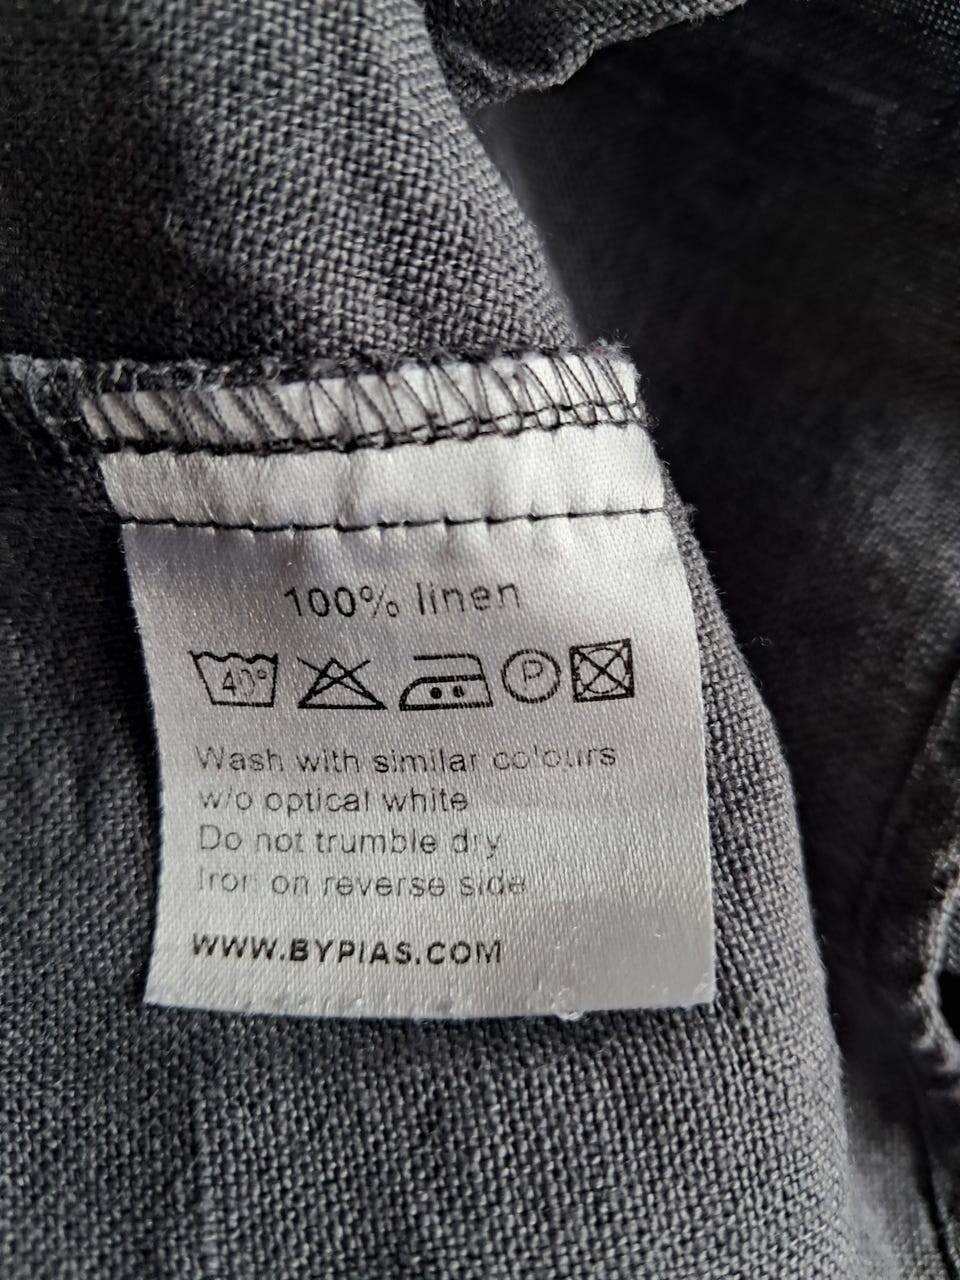 100% linen
40° P
Wash with similar colours
w/o optical white
Do not trumble dry
Iron on reverse side
WWW.BYPIAS.COM